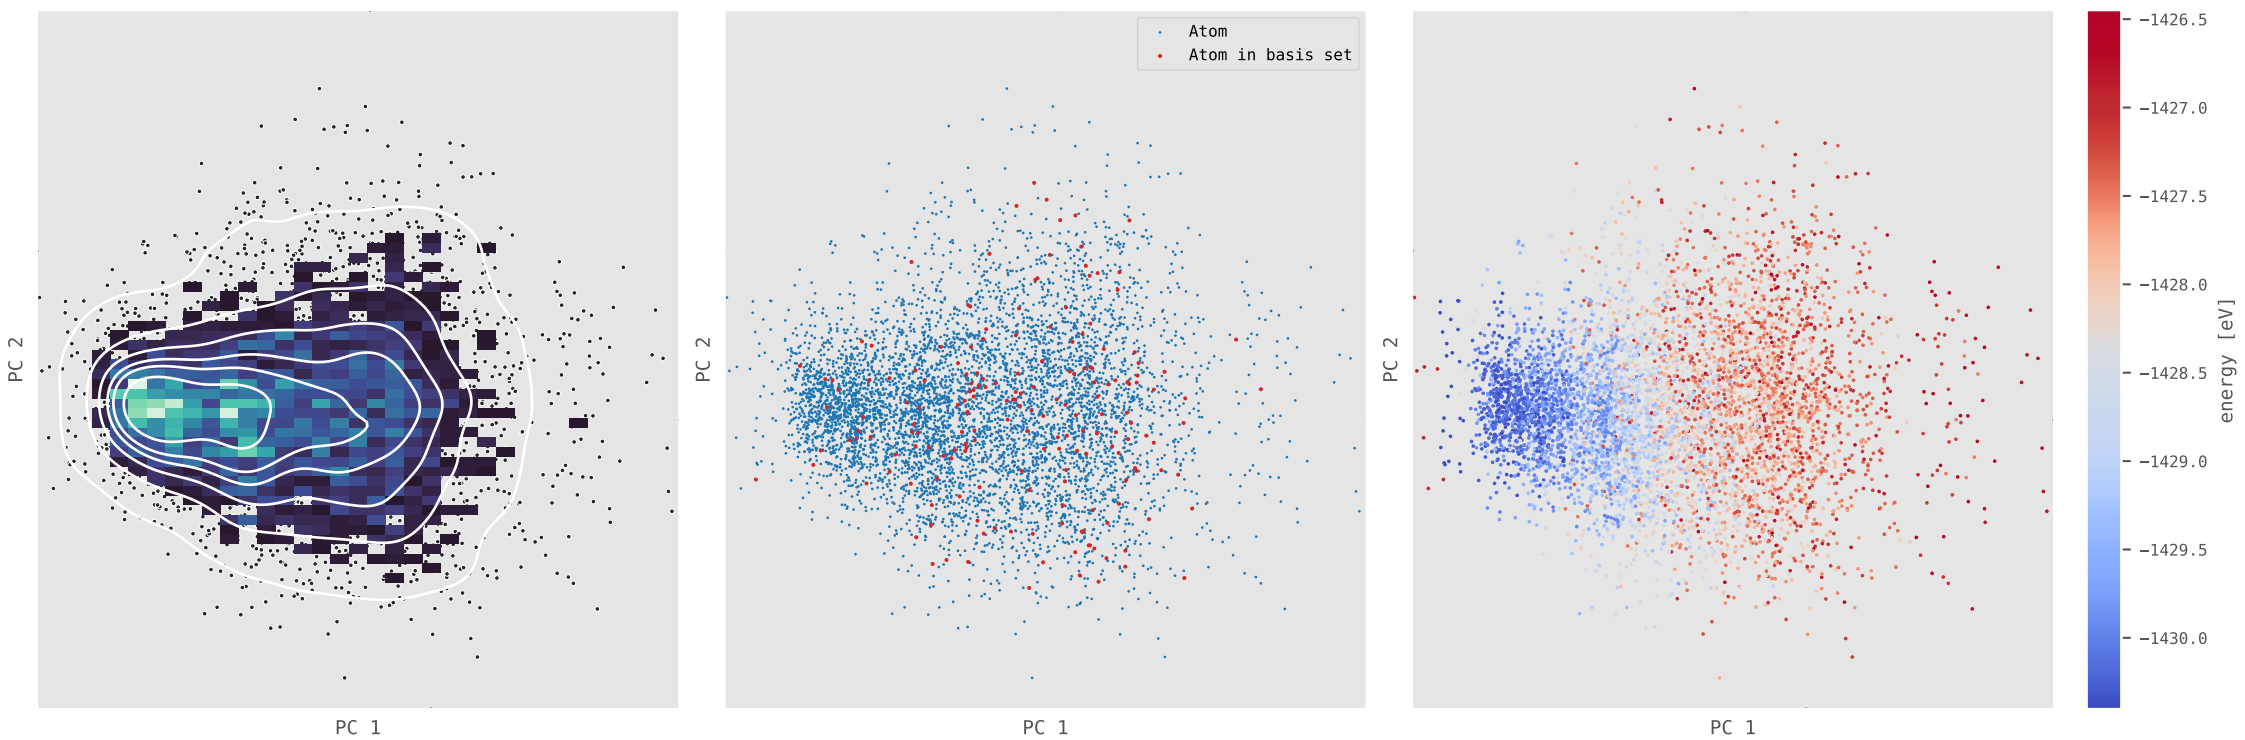 PC 2
PC 1
PC 2
Atom
Atom in basis set
PC 1
PC 2
PC 1
−1426.5
−1427.0
−1427.5
−1428.0
−1428.5
−1429.0
−1429.5
−1430.0
energy [eV]